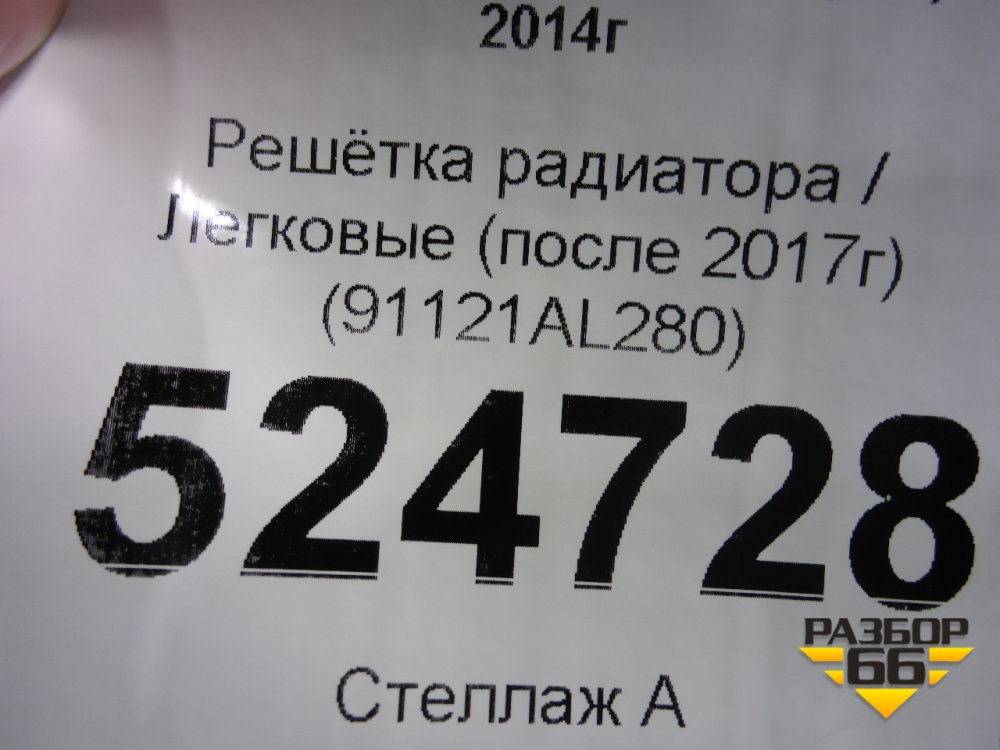 2014г
Решётка радиатора /
Легковые (после 2017г)
(91121AL280)
524728
РАЗБОР
66
Стеллаж А